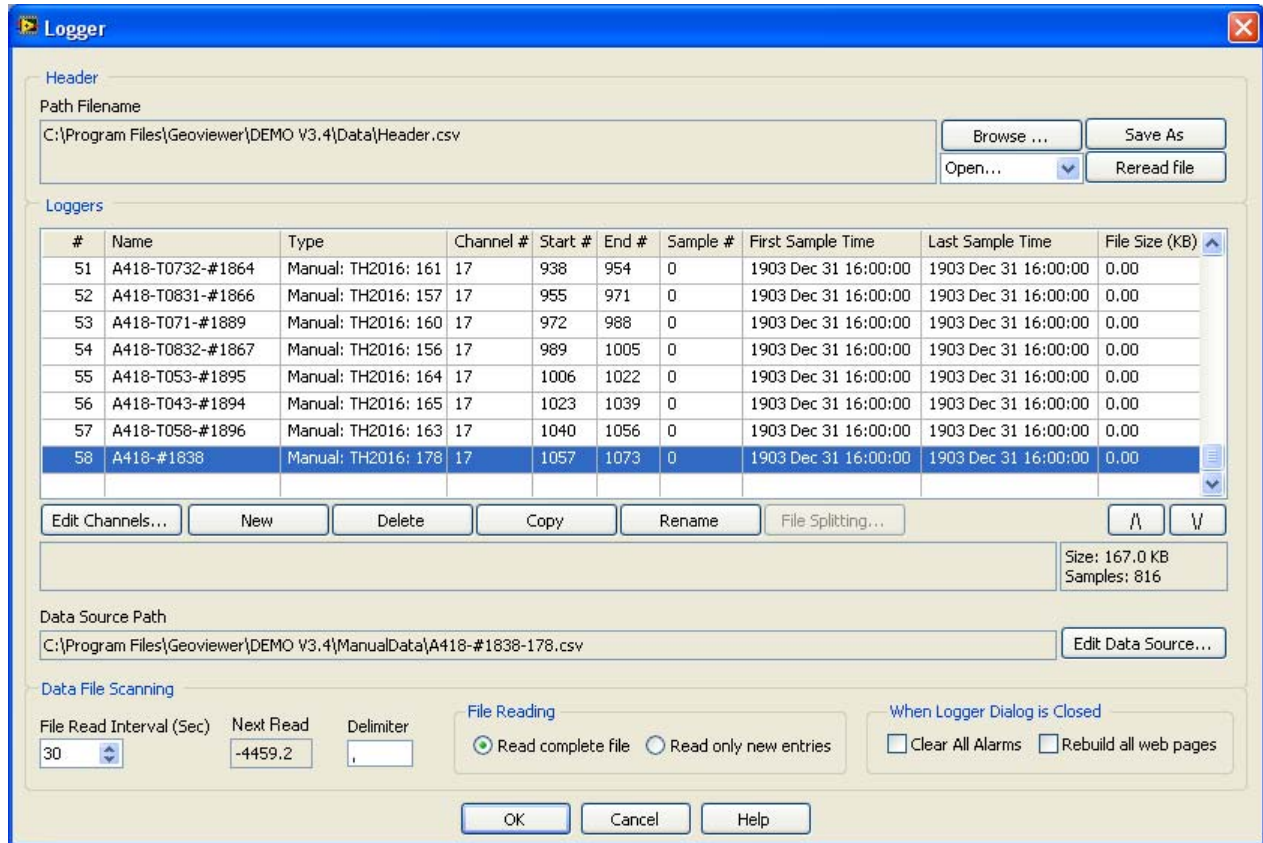 Logger
Header
Path Filename
C:\Program Files\Geoviewer\DEMO V3.4\Data\Header.csv
Browse ... Save As
Open... Reread file
Loggers
# Name Type Channel # Start # End # Sample # First Sample Time Last Sample Time File Size (KB)
51 A418-T0732-#1864 Manual: TH2016: 161 17 938 954 0 1903 Dec 31 16:00:00 1903 Dec 31 16:00:00 0.00
52 A418-T0831-#1866 Manual: TH2016: 157 17 955 971 0 1903 Dec 31 16:00:00 1903 Dec 31 16:00:00 0.00
53 A418-T071-#1889 Manual: TH2016: 160 17 972 988 0 1903 Dec 31 16:00:00 1903 Dec 31 16:00:00 0.00
54 A418-T0832-#1867 Manual: TH2016: 156 17 989 1005 0 1903 Dec 31 16:00:00 1903 Dec 31 16:00:00 0.00
55 A418-T053-#1895 Manual: TH2016: 164 17 1006 1022 0 1903 Dec 31 16:00:00 1903 Dec 31 16:00:00 0.00
56 A418-T043-#1894 Manual: TH2016: 165 17 1023 1039 0 1903 Dec 31 16:00:00 1903 Dec 31 16:00:00 0.00
57 A418-T058-#1896 Manual: TH2016: 163 17 1040 1056 0 1903 Dec 31 16:00:00 1903 Dec 31 16:00:00 0.00
58 A418-#1838 Manual: TH2016: 178 17 1057 1073 0 1903 Dec 31 16:00:00 1903 Dec 31 16:00:00 0.00
Edit Channels... New Delete Copy Rename File Splitting... /\ \/
Size: 167.0 KB
Samples: 816
Data Source Path
C:\Program Files\Geoviewer\DEMO V3.4\ManualData\A418-#1838-178.csv Edit Data Source...
Data File Scanning
File Read Interval (Sec) Next Read Delimiter File Reading When Logger Dialog is Closed
30 -4459.2 , Read complete file Read only new entries Clear All Alarms Rebuild all web pages
OK Cancel Help